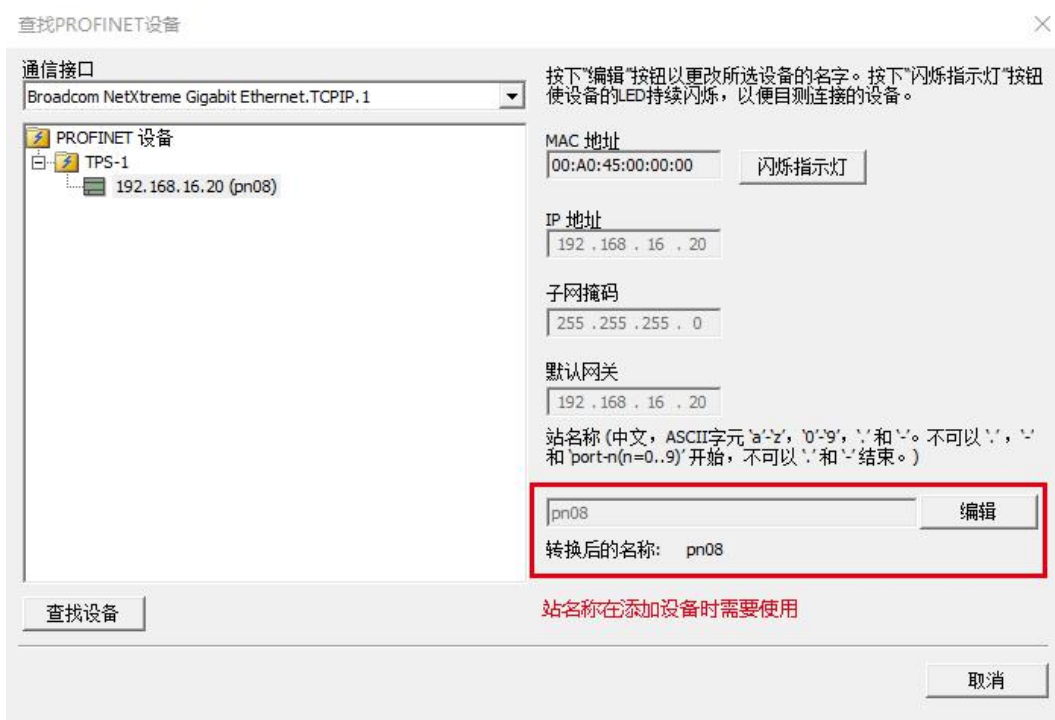 查找PROFINET设备
通信接口
Broadcom NetXtreme Gigabit Ethernet.TCPIP.1
PROFINET 设备
TPS-1
192.168.16.20 (pn08)
查找设备
按下"编辑"按钮以更改所选设备的名字。按下"闪烁指示灯"按钮
使设备的LED持续闪烁，以便目测连接的设备。
MAC 地址
00:A0:45:00:00:00
闪烁指示灯
IP 地址
192 . 168 . 16 . 20
子网掩码
255 . 255 . 255 . 0
默认网关
192 . 168 . 16 . 20
站名称 (中文，ASCII字元 'a'-'z'，'0'-'9'，'.' 和 '-'。不可以 '.'，'-'
和 'port-n(n=0..9)' 开始，不可以 '.' 和 '-' 结束。)
pn08
编辑
转换后的名称: pn08
站名称在添加设备时需要使用
取消